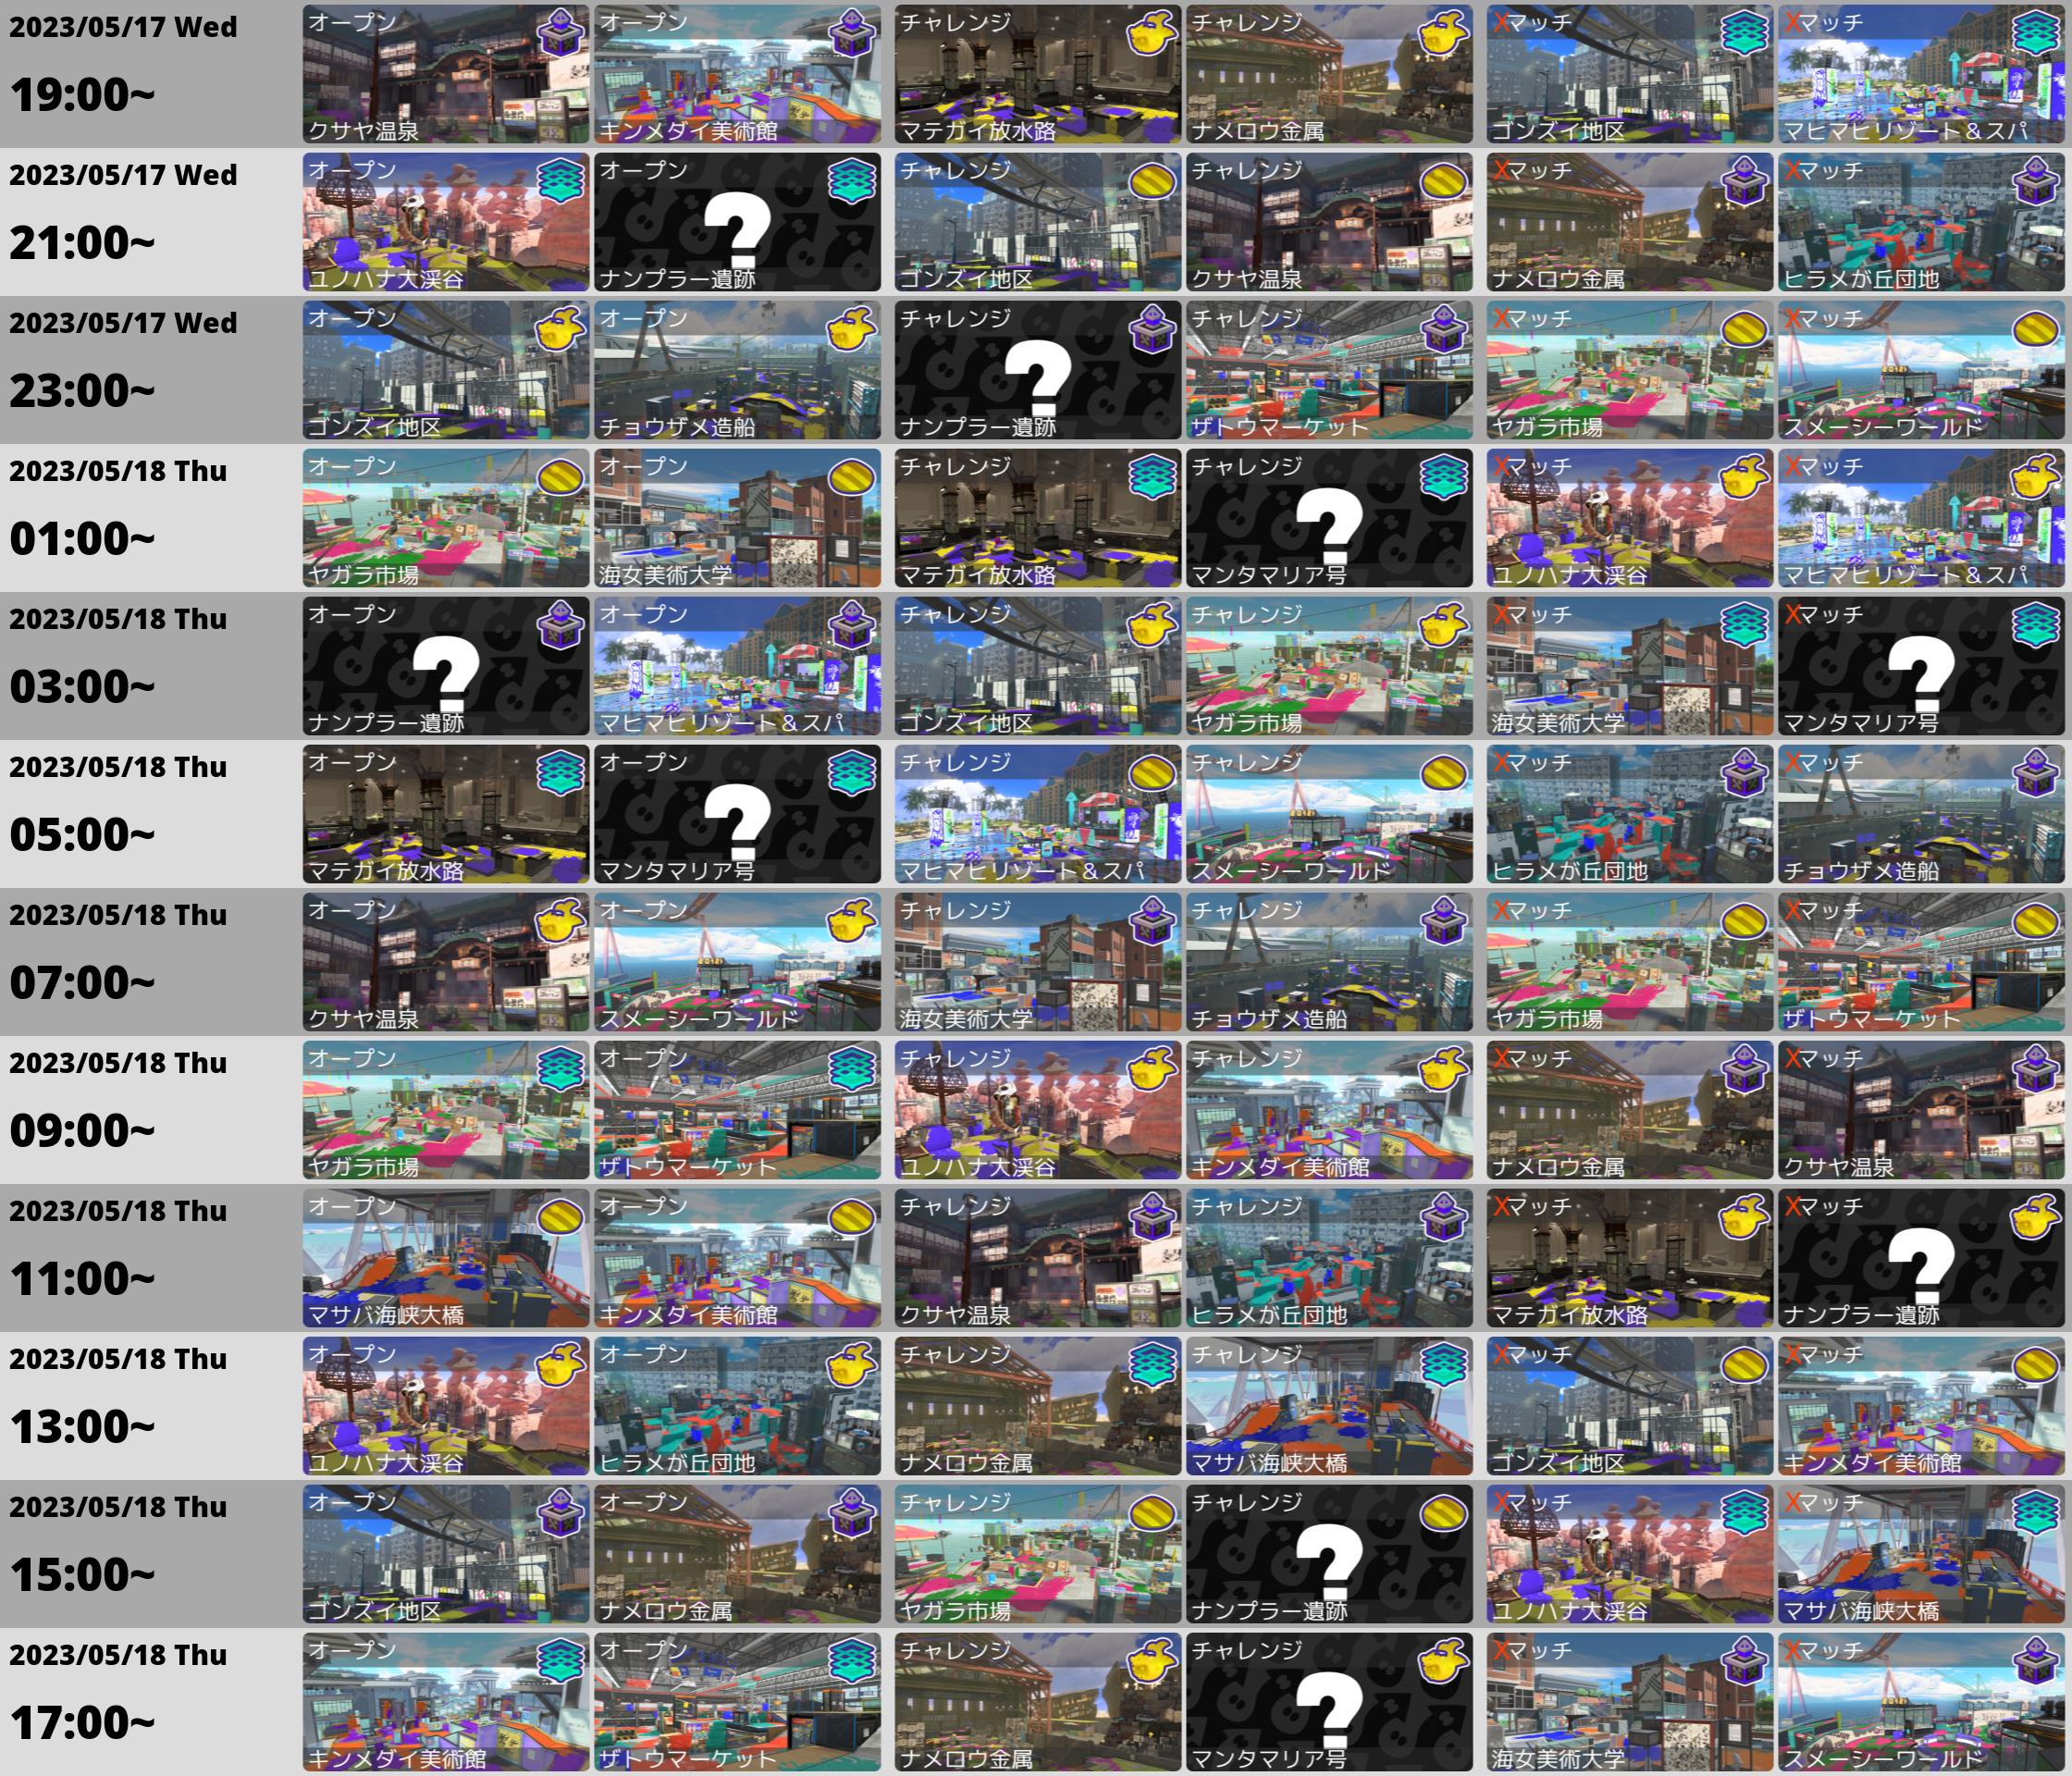 2023/05/17 Wed
19:00~
オープン オープン チャレンジ チャレンジ Xマッチ Xマッチ
クサヤ温泉 キンメダイ美術館 マテガイ放水路 ナメロウ金属 ゴンズイ地区 マヒマヒリゾート&スパ
2023/05/17 Wed
21:00~
オープン オープン チャレンジ チャレンジ Xマッチ Xマッチ
ユノハナ大渓谷 ナンプラー遺跡 ゴンズイ地区 クサヤ温泉 ナメロウ金属 ヒラメが丘団地
2023/05/17 Wed
23:00~
オープン オープン チャレンジ チャレンジ Xマッチ Xマッチ
ゴンズイ地区 チョウザメ造船 ナンプラー遺跡 ザトウマーケット ヤガラ市場 スメーシーワールド
2023/05/18 Thu
01:00~
オープン オープン チャレンジ チャレンジ Xマッチ Xマッチ
ヤガラ市場 海女美術大学 マテガイ放水路 マンタマリア号 ユノハナ大渓谷 マヒマヒリゾート&スパ
2023/05/18 Thu
03:00~
オープン オープン チャレンジ チャレンジ Xマッチ Xマッチ
ナンプラー遺跡 マヒマヒリゾート&スパ ゴンズイ地区 ヤガラ市場 海女美術大学 マンタマリア号
2023/05/18 Thu
05:00~
オープン オープン チャレンジ チャレンジ Xマッチ Xマッチ
マテガイ放水路 マンタマリア号 マヒマヒリゾート&スパ スメーシーワールド ヒラメが丘団地 チョウザメ造船
2023/05/18 Thu
07:00~
オープン オープン チャレンジ チャレンジ Xマッチ Xマッチ
クサヤ温泉 スメーシーワールド 海女美術大学 チョウザメ造船 ヤガラ市場 ザトウマーケット
2023/05/18 Thu
09:00~
オープン オープン チャレンジ チャレンジ Xマッチ Xマッチ
ヤガラ市場 ザトウマーケット ユノハナ大渓谷 キンメダイ美術館 ナメロウ金属 クサヤ温泉
2023/05/18 Thu
11:00~
オープン オープン チャレンジ チャレンジ Xマッチ Xマッチ
マサバ海峡大橋 キンメダイ美術館 クサヤ温泉 ヒラメが丘団地 マテガイ放水路 ナンプラー遺跡
2023/05/18 Thu
13:00~
オープン オープン チャレンジ チャレンジ Xマッチ Xマッチ
ユノハナ大渓谷 ヒラメが丘団地 ナメロウ金属 マサバ海峡大橋 ゴンズイ地区 キンメダイ美術館
2023/05/18 Thu
15:00~
オープン オープン チャレンジ チャレンジ Xマッチ Xマッチ
ゴンズイ地区 ナメロウ金属 ヤガラ市場 ナンプラー遺跡 ユノハナ大渓谷 マサバ海峡大橋
2023/05/18 Thu
17:00~
オープン オープン チャレンジ チャレンジ Xマッチ Xマッチ
キンメダイ美術館 ザトウマーケット ナメロウ金属 マンタマリア号 海女美術大学 スメーシーワールド